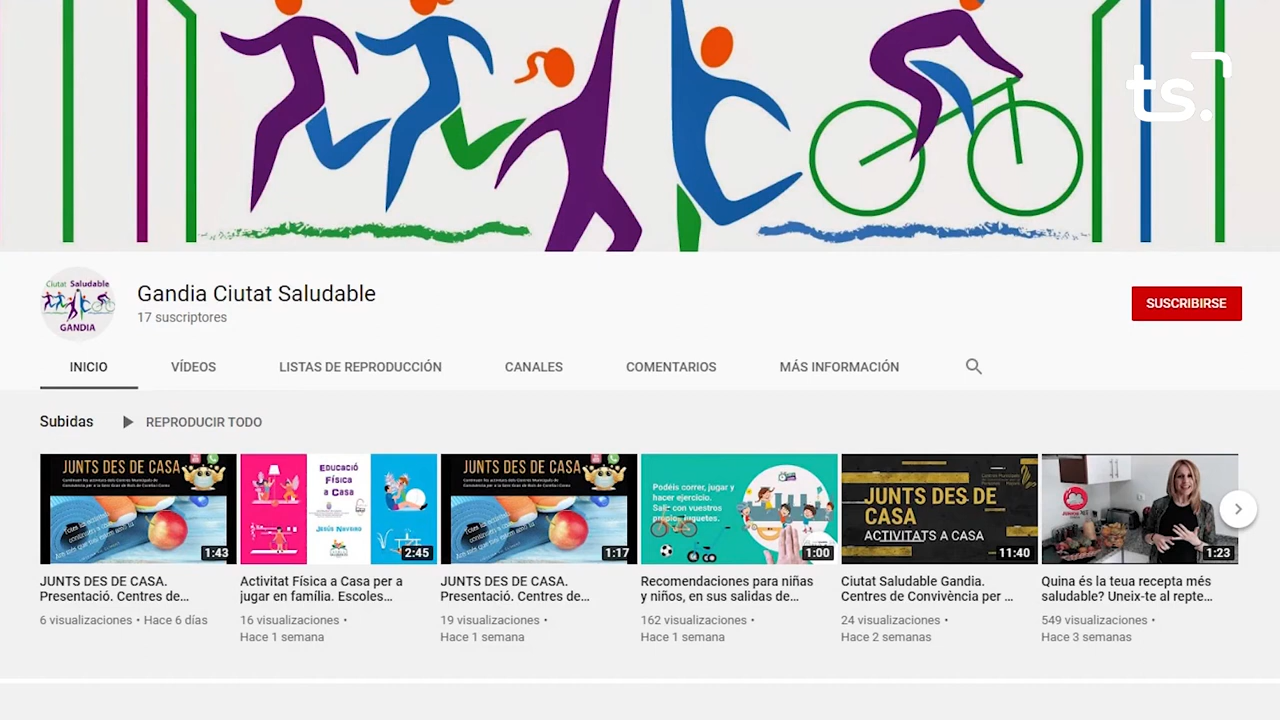 ts.
Ciutat Saludable
GANDIA
Gandia Ciutat Saludable
17 suscriptores
SUSCRIBIRSE
INICIO
VÍDEOS
LISTAS DE REPRODUCCIÓN
CANALES
COMENTARIOS
MÁS INFORMACIÓN
Subidas
REPRODUCIR TODO
JUNTS DES DE CASA
1:43
JUNTS DES DE CASA.
Presentació. Centres de...
6 visualizaciones • Hace 6 días
Educació
Física
a Casa
Jesús Naveiro
2:45
Activitat Física a Casa per a
jugar en família. Escoles...
16 visualizaciones •
Hace 1 semana
JUNTS DES DE CASA
1:17
JUNTS DES DE CASA.
Presentació. Centres de...
19 visualizaciones •
Hace 1 semana
Podéis correr, jugar y
hacer ejercicio.
Salir con vuestros
propios juguetes.
1:00
Recomendaciones para niñas
y niños, en sus salidas de...
162 visualizaciones •
Hace 1 semana
JUNTS DES DE
CASA
ACTIVITATS A CASA
11:40
Ciutat Saludable Gandia.
Centres de Convivència per ...
24 visualizaciones •
Hace 2 semanas
1:23
Quina és la teua recepta més
saludable? Uneix-te al repte...
549 visualizaciones •
Hace 3 semanas